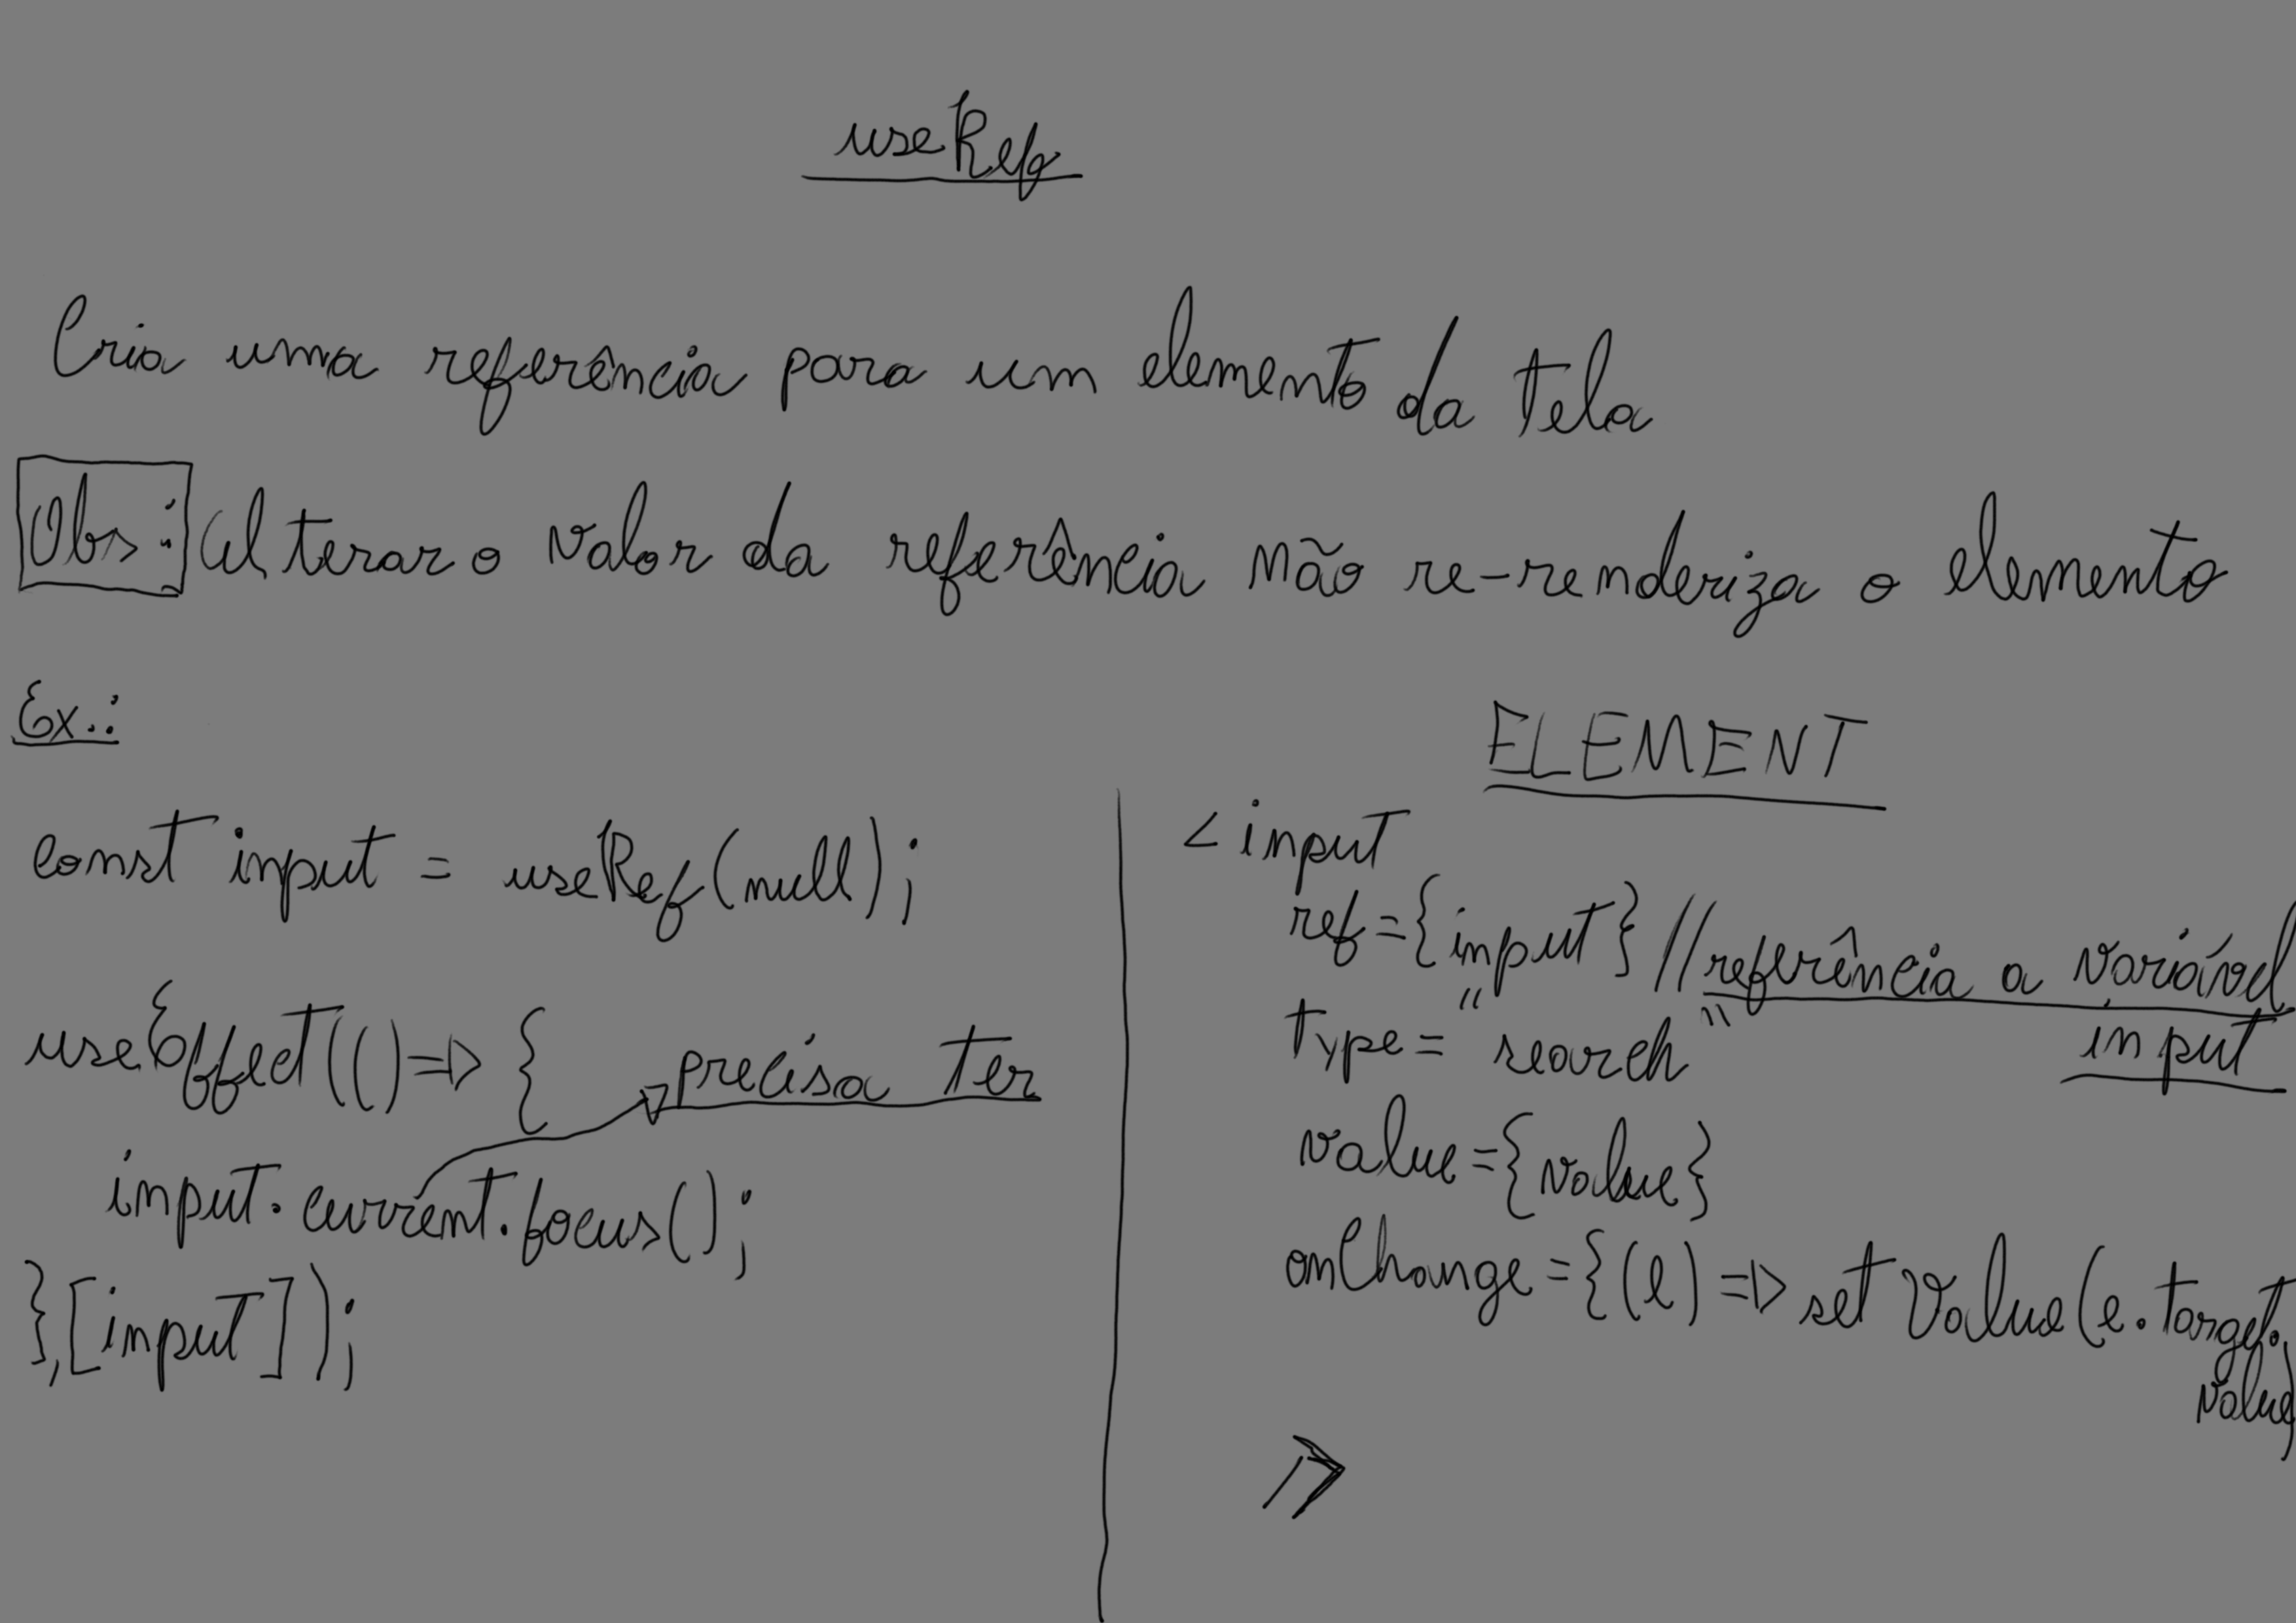 useRef
Cria uma referência para um elemento da tela
Obs: Alterar o valor da referência não re-renderiza o elemento
Ex.:
const input = useRef(null);
useEffect(()=> {
precisa ter
input.current.focus();
},[input]);
ELEMENT
<input
ref={input} //referência a variável
input
type="search"
value={value}
onChange={(e) => setValue(e.target.
value)
/>